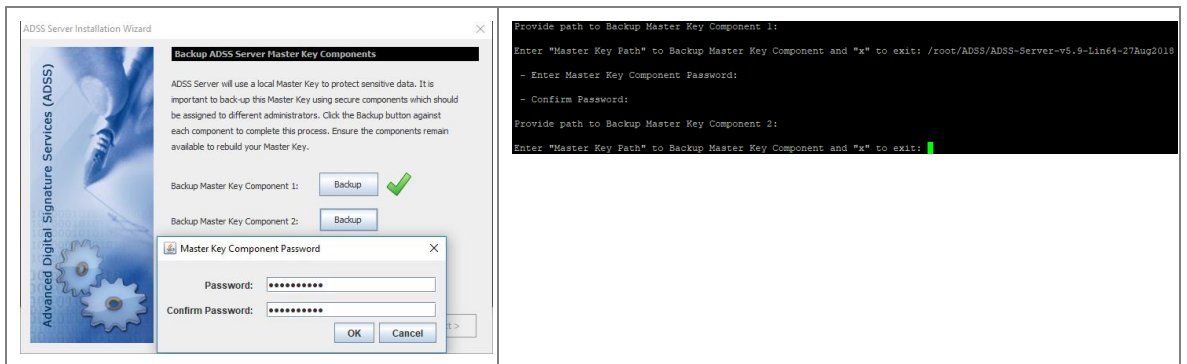 ADSS Server Installation Wizard
Advanced Digital Signature Services (ADSS)
Backup ADSS Server Master Key Components
ADSS Server will use a local Master Key to protect sensitive data. It is
important to back-up this Master Key using secure components which should
be assigned to different administrators. Click the Backup button against
each component to complete this process. Ensure the components remain
available to rebuild your Master Key.
Backup Master Key Component 1: Backup
Backup Master Key Component 2: Backup
Master Key Component Password
Password: ●●●●●●●●●●
Confirm Password: ●●●●●●●●●●
OK Cancel
>
Provide path to Backup Master Key Component 1:
Enter "Master Key Path" to Backup Master Key Component and "x" to exit: /root/ADSS/ADSS-Server-v5.9-Lin64-27Aug2018
- Enter Master Key Component Password:
- Confirm Password:
Provide path to Backup Master Key Component 2:
Enter "Master Key Path" to Backup Master Key Component and "x" to exit: